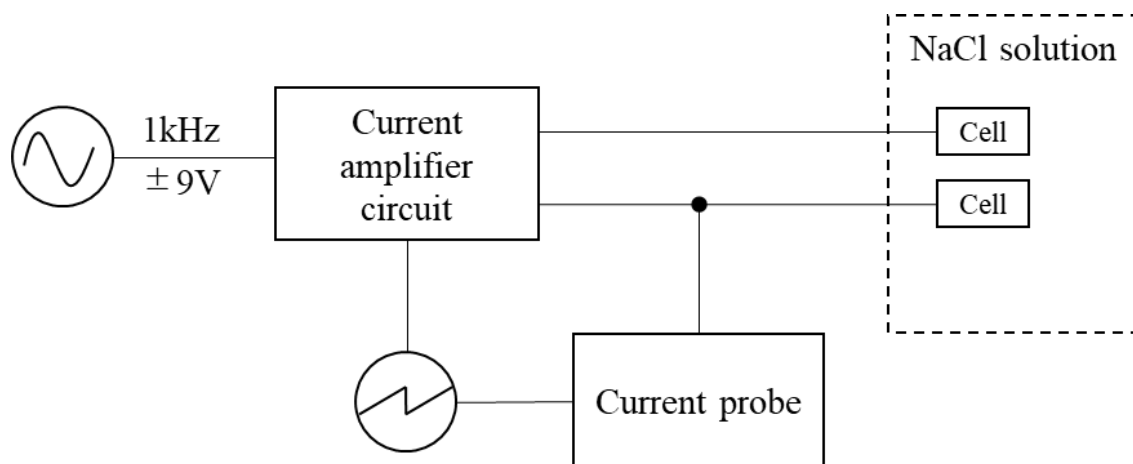 NaCl solution
1kHz
± 9V
Current
amplifier
circuit
Cell
Cell
Current probe